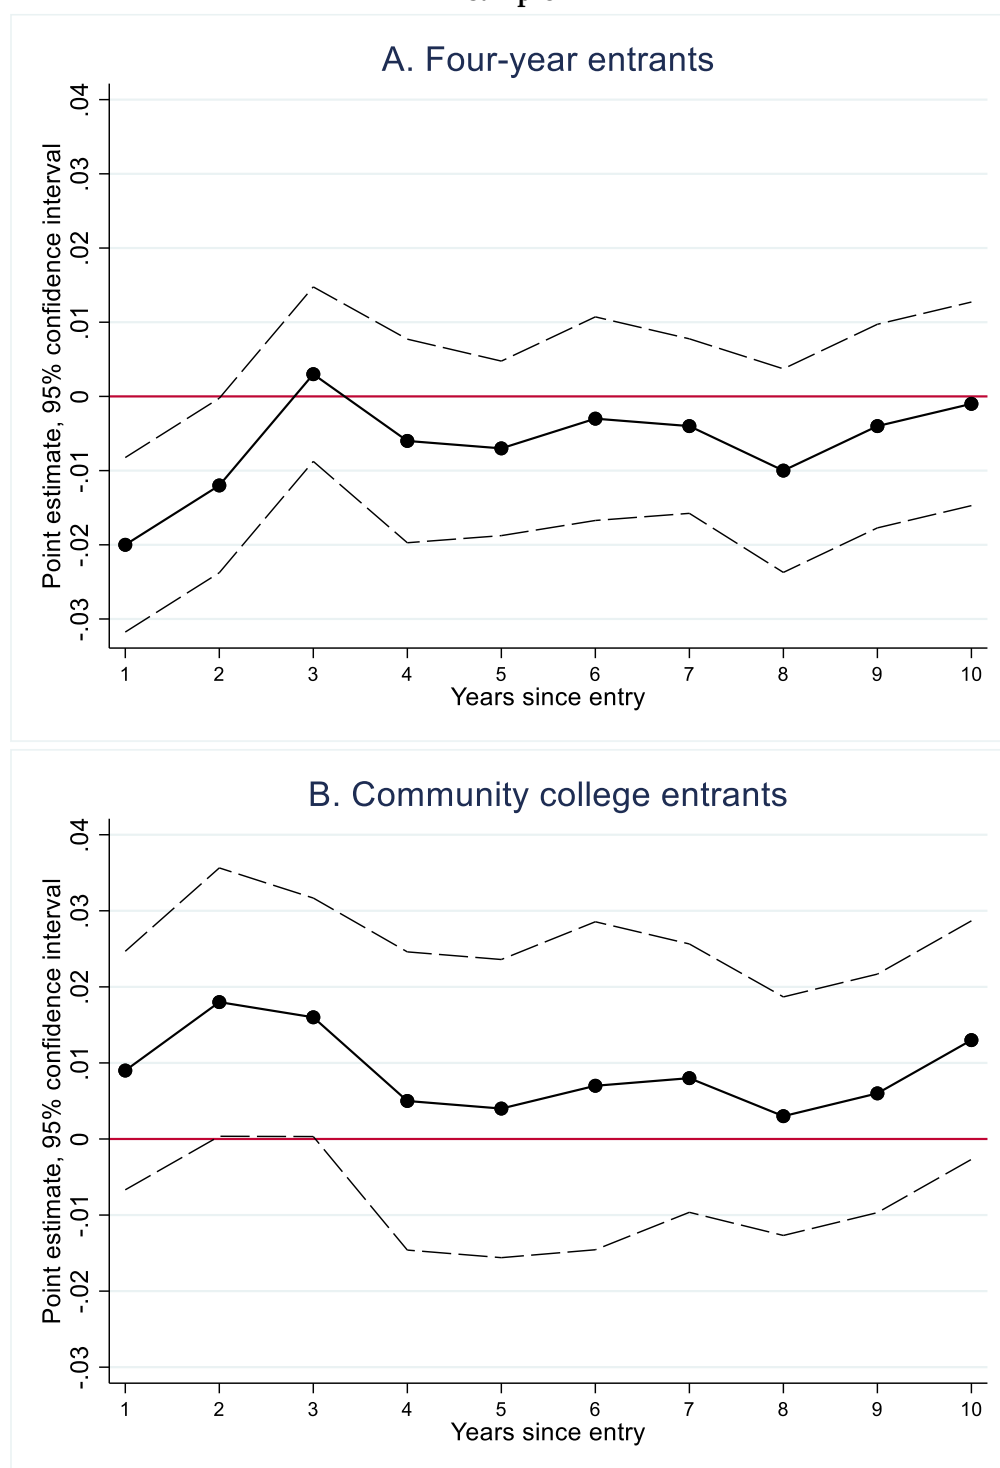 A. Four-year entrants
Point estimate, 95% confidence interval
.04
.03
.02
.01
0
-.01
-.02
-.03
1 2 3 4 5 6 7 8 9 10
Years since entry
B. Community college entrants
Point estimate, 95% confidence interval
.04
.03
.02
.01
0
-.01
-.02
-.03
1 2 3 4 5 6 7 8 9 10
Years since entry